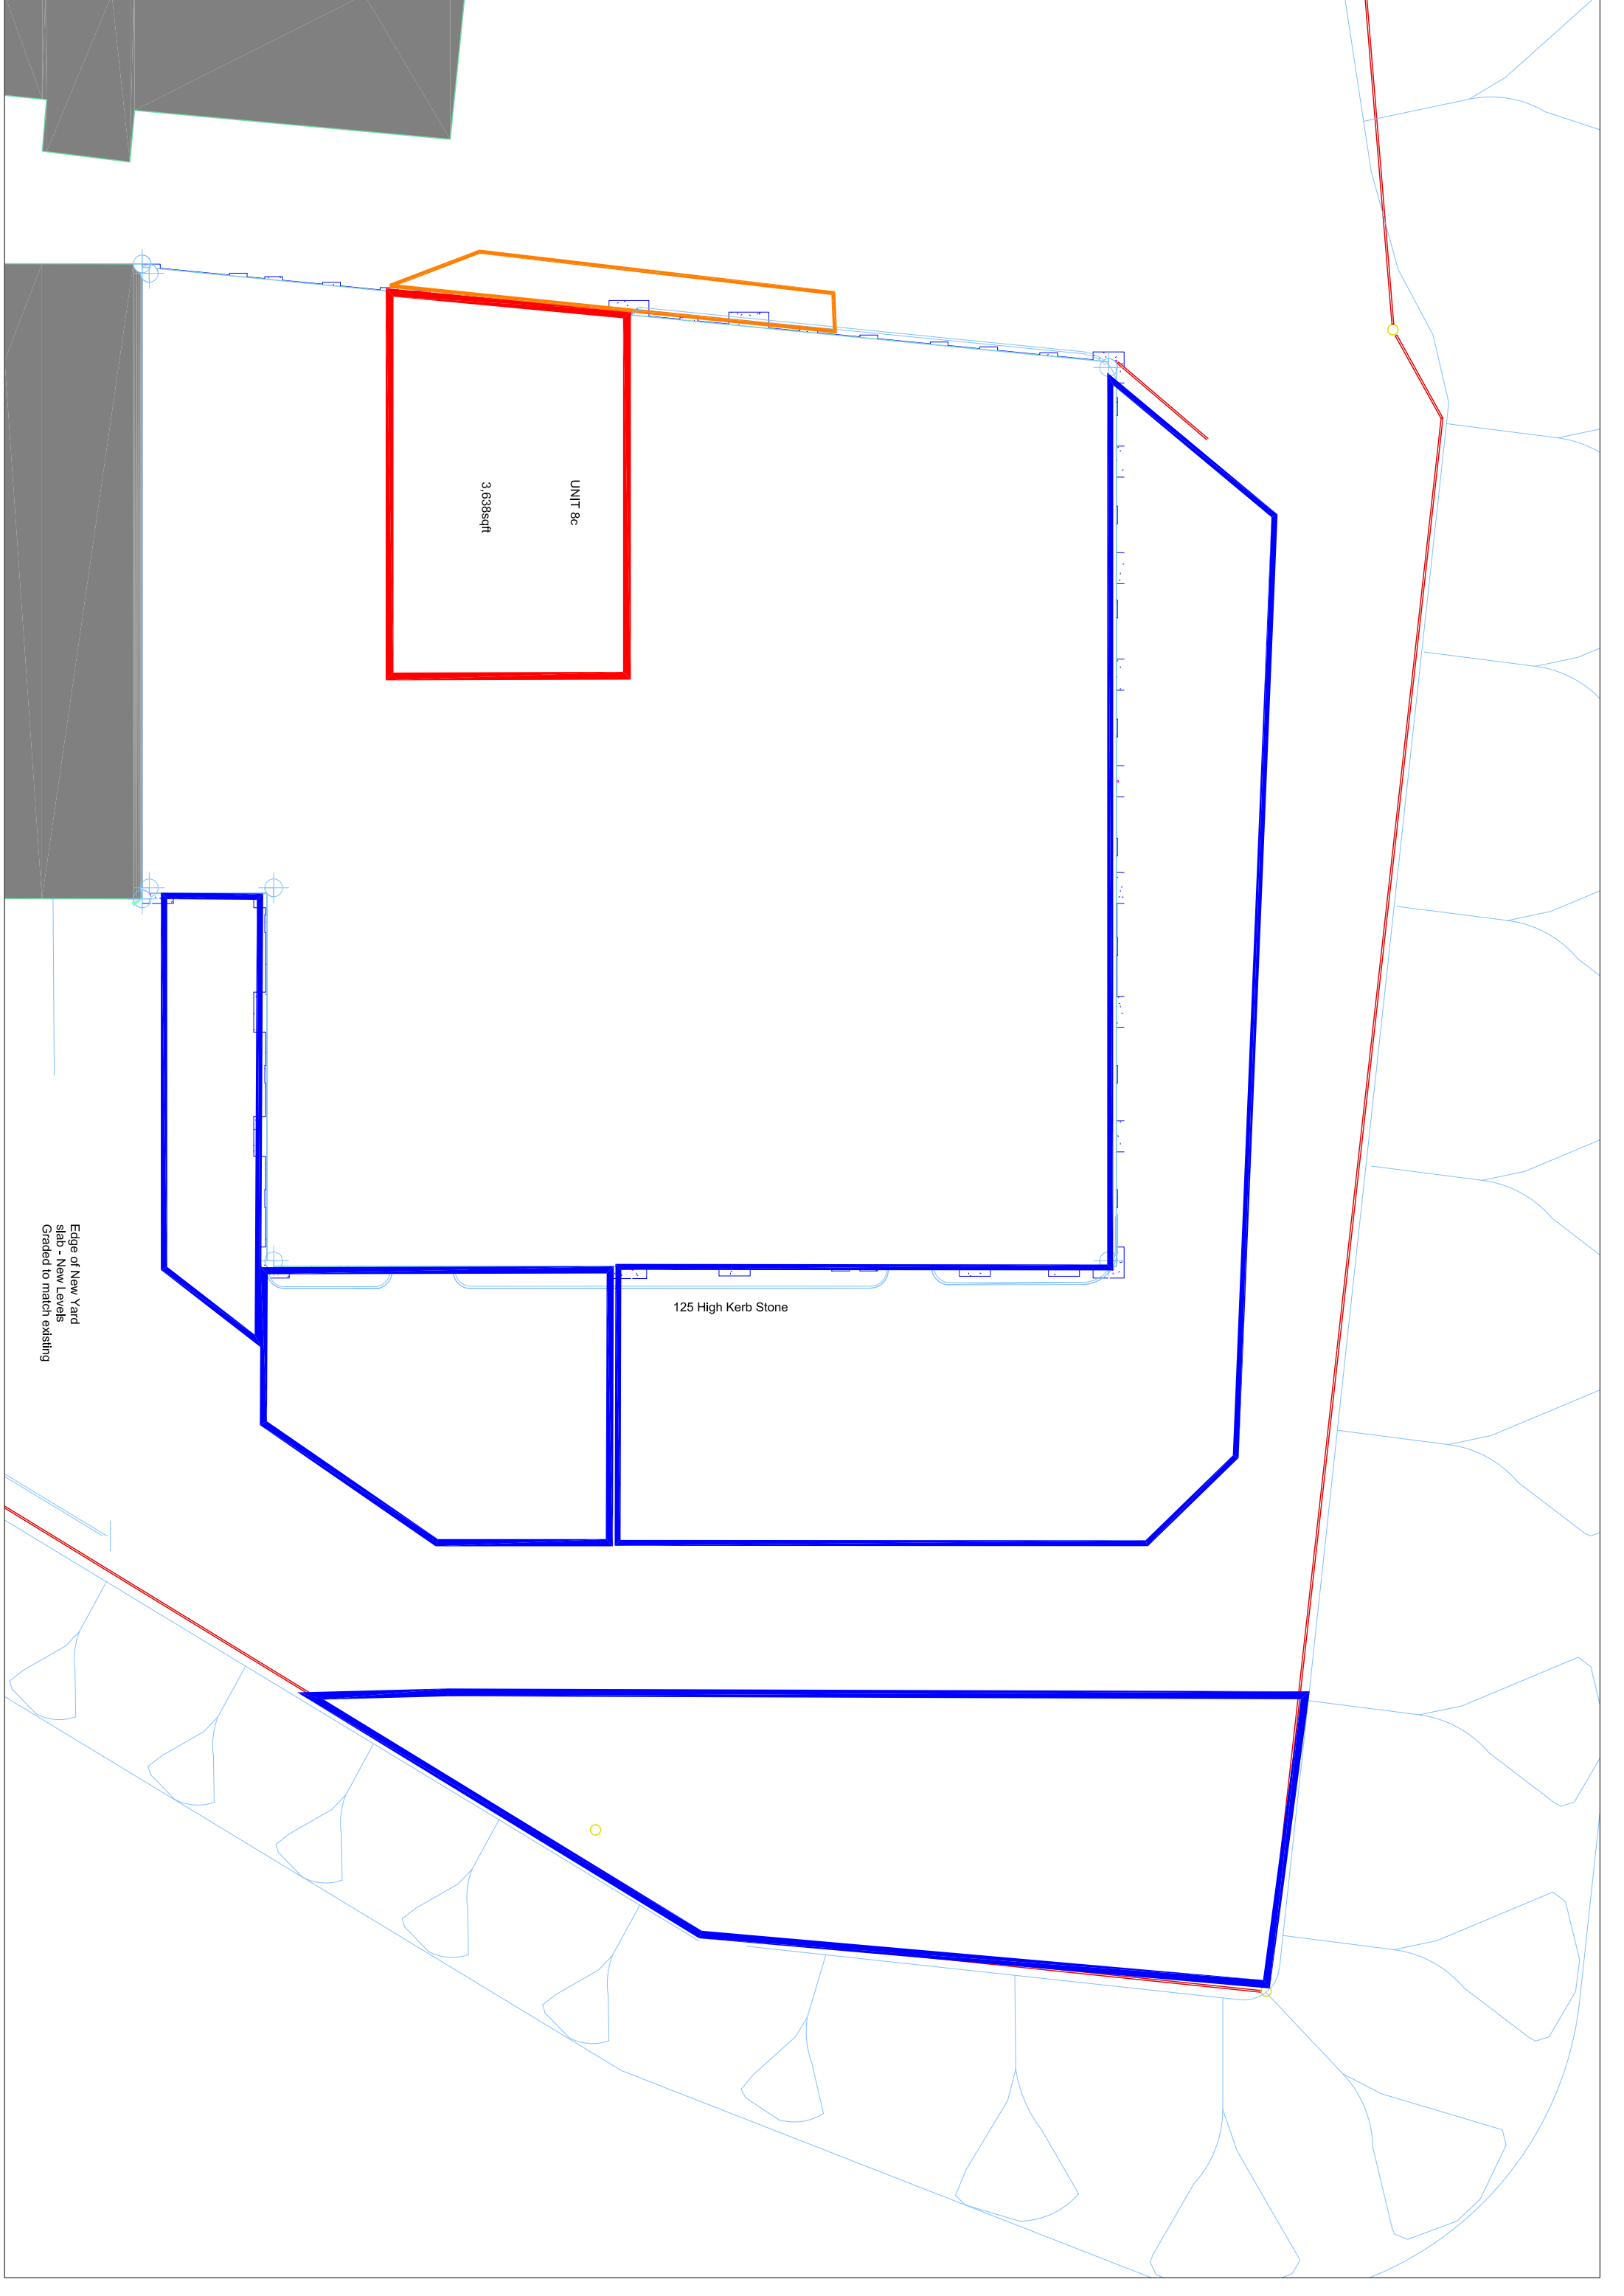 UNIT 8c
3,638sqft
125 High Kerb Stone
Edge of New Yard
slab - New Levels
Graded to match existing